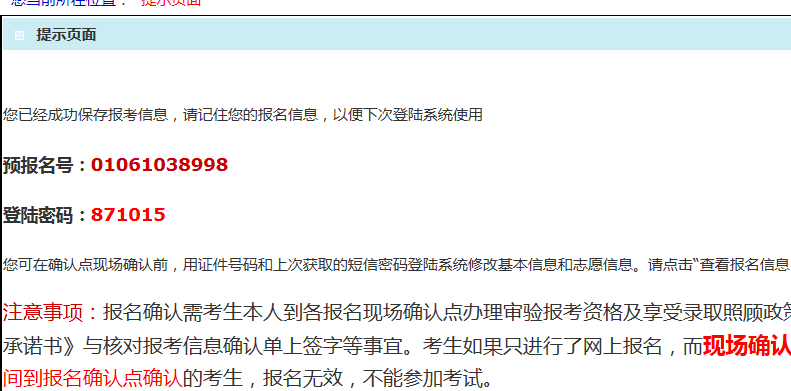 您当前所在位置： 提示页面
提示页面
您已经成功保存报考信息，请记住您的报名信息，以便下次登陆系统使用
预报名号：01061038998
登陆密码：871015
您可在确认点现场确认前，用证件号码和上次获取的短信密码登陆系统修改基本信息和志愿信息。请点击“查看报名信息
注意事项：报名确认需考生本人到各报名现场确认点办理审验报考资格及享受录取照顾政策
承诺书》与核对报考信息确认单上签字等事宜。考生如果只进行了网上报名，而现场确认
间到报名确认点确认的考生，报名无效，不能参加考试。